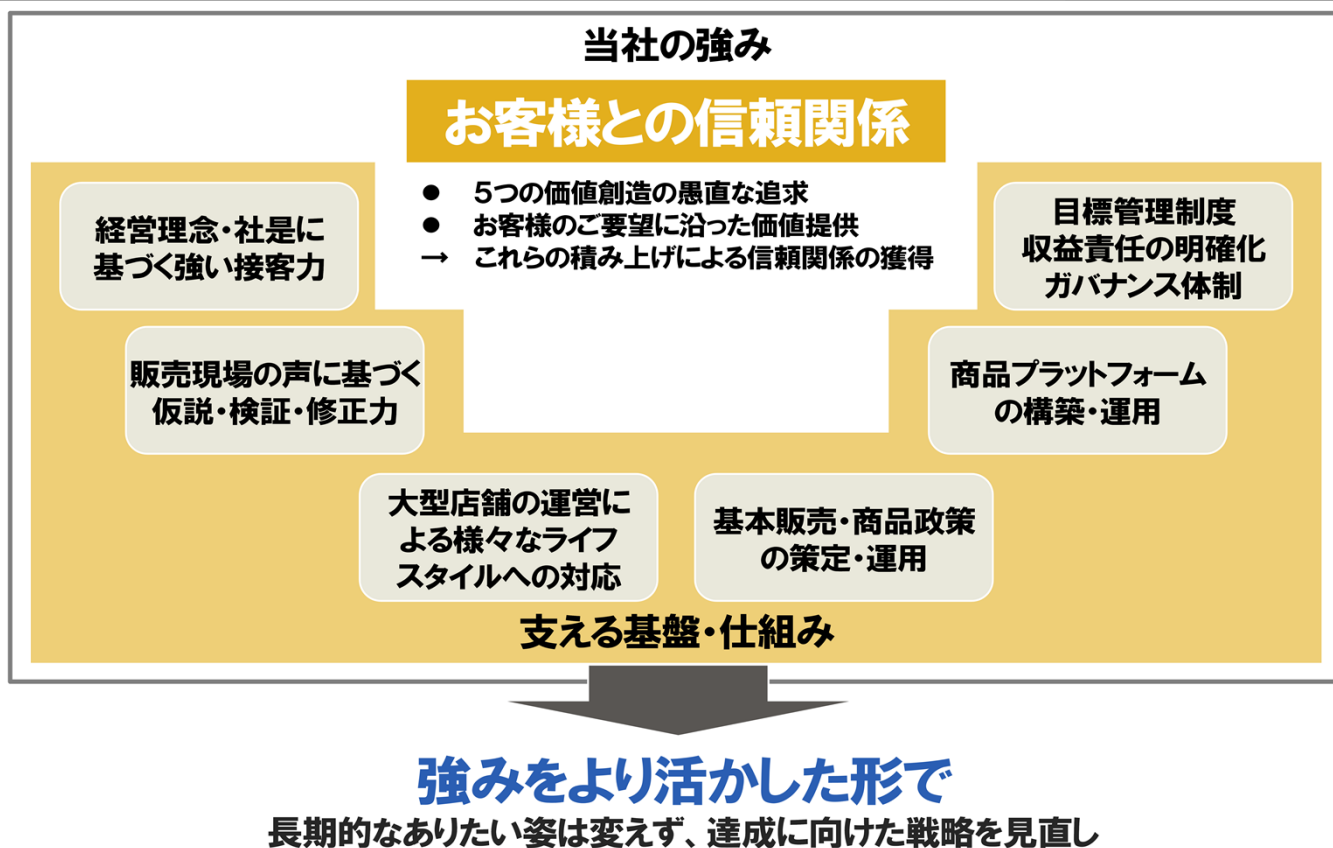 当社の強み
お客様との信頼関係
● 5つの価値創造の愚直な追求
● お客様のご要望に沿った価値提供
→ これらの積み上げによる信頼関係の獲得
経営理念・社是に
基づく強い接客力
販売現場の声に基づく
仮説・検証・修正力
大型店舗の運営に
よる様々なライフ
スタイルへの対応
基本販売・商品政策
の策定・運用
商品プラットフォーム
の構築・運用
目標管理制度
収益責任の明確化
ガバナンス体制
支える基盤・仕組み
強みをより活かした形で
長期的なありたい姿は変えず、達成に向けた戦略を見直し